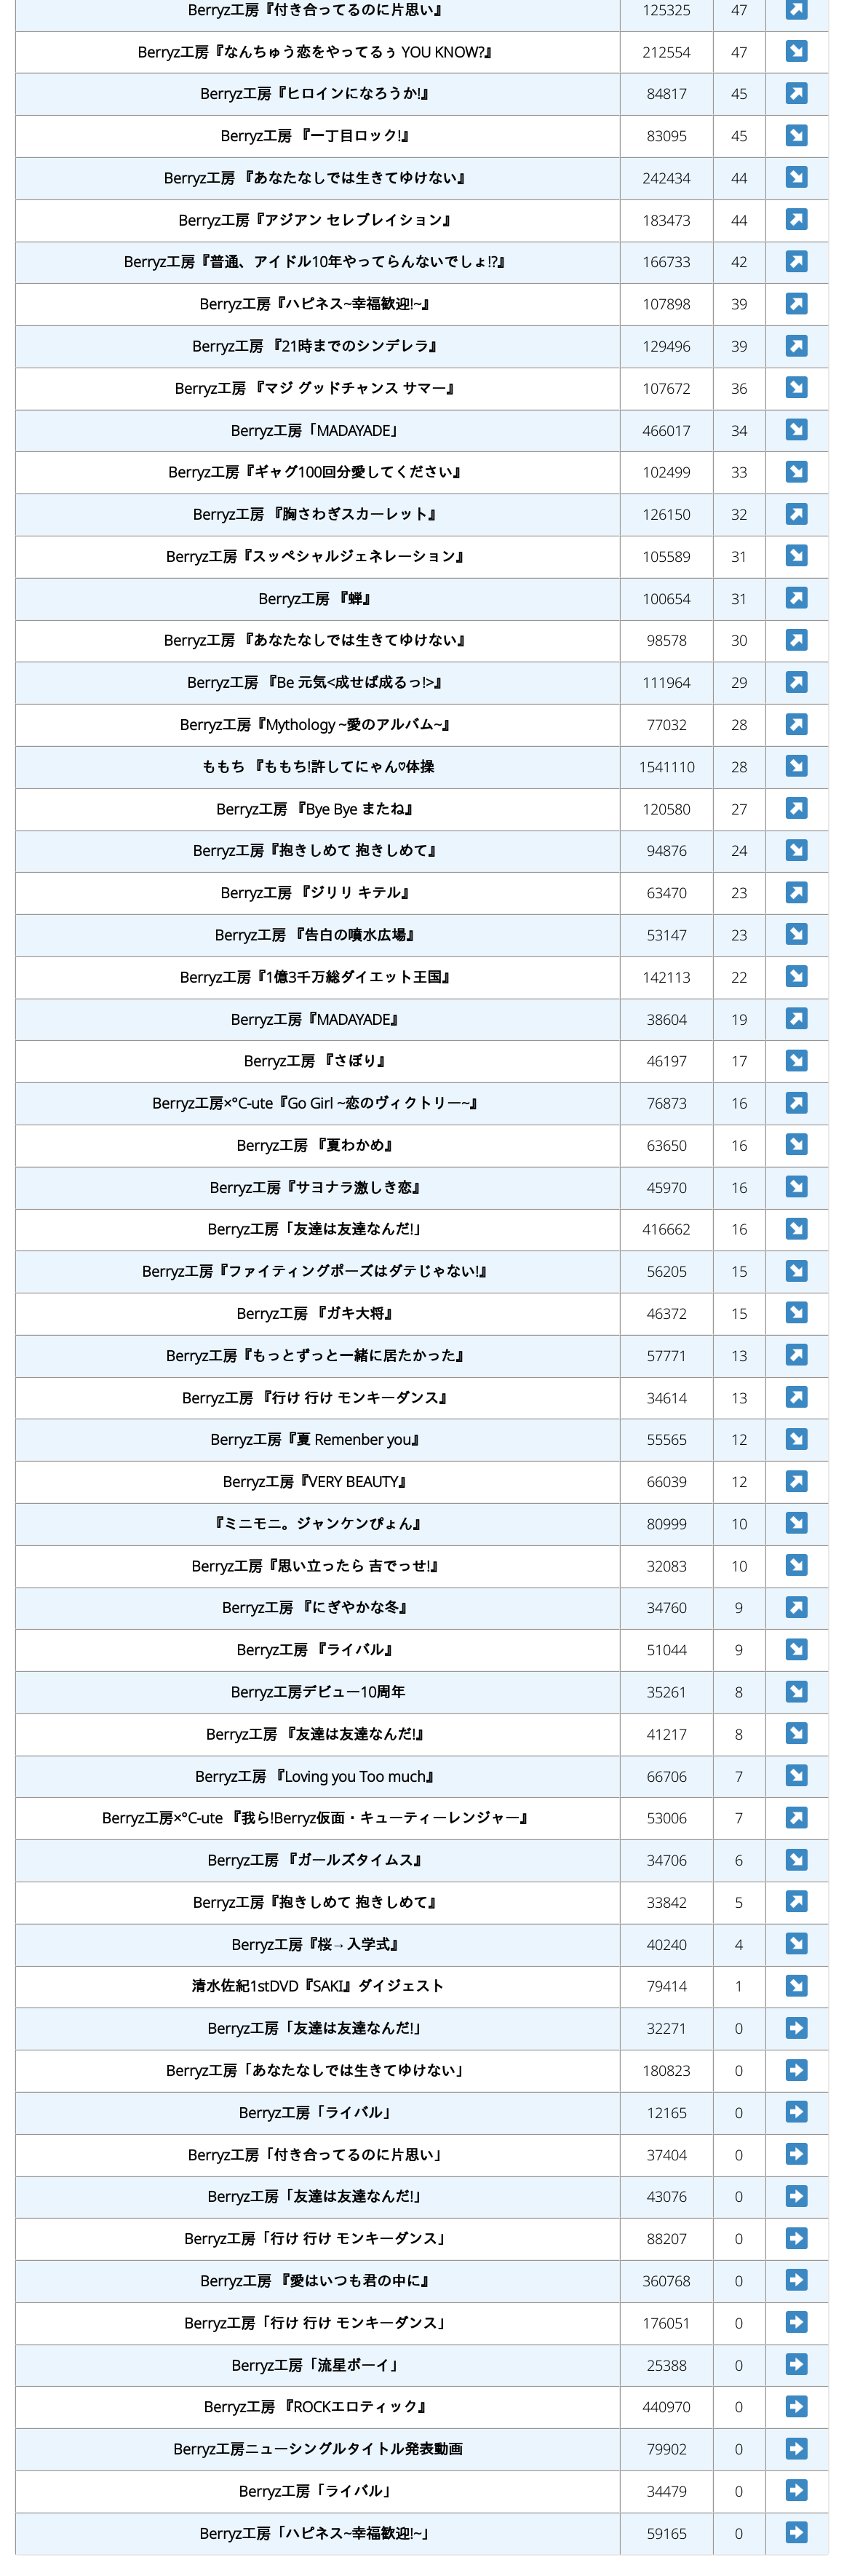 Berryz工房『付き合ってるのに片思い』 125325 47 ↗
Berryz工房『なんちゅう恋をやってるぅ YOU KNOW?』 212554 47 ↘
Berryz工房『ヒロインになろうか!』 84817 45 ↗
Berryz工房 『一丁目ロック!』 83095 45 ↘
Berryz工房 『あなたなしでは生きてゆけない』 242434 44 ↘
Berryz工房『アジアン セレブレイション』 183473 44 ↗
Berryz工房『普通、アイドル10年やってらんないでしょ!?』 166733 42 ↗
Berryz工房『ハピネス~幸福歓迎!~』 107898 39 ↗
Berryz工房 『21時までのシンデレラ』 129496 39 ↗
Berryz工房 『マジ グッドチャンス サマー』 107672 36 ↘
Berryz工房「MADAYADE」 466017 34 ↘
Berryz工房『ギャグ100回分愛してください』 102499 33 ↘
Berryz工房 『胸さわぎスカーレット』 126150 32 ↗
Berryz工房『スッペシャルジェネレーション』 105589 31 ↘
Berryz工房 『蝉』 100654 31 ↗
Berryz工房 『あなたなしでは生きてゆけない』 98578 30 ↗
Berryz工房 『Be 元気<成せば成るっ!>』 111964 29 ↗
Berryz工房『Mythology ~愛のアルバム~』 77032 28 ↗
ももち 『ももち!許してにゃん♡体操 1541110 28 ↘
Berryz工房 『Bye Bye またね』 120580 27 ↗
Berryz工房『抱きしめて 抱きしめて』 94876 24 ↘
Berryz工房 『ジリリ キテル』 63470 23 ↗
Berryz工房 『告白の噴水広場』 53147 23 ↘
Berryz工房『1億3千万総ダイエット王国』 142113 22 ↘
Berryz工房『MADAYADE』 38604 19 ↗
Berryz工房 『さぼり』 46197 17 ↘
Berryz工房×°C-ute『Go Girl ~恋のヴィクトリー~』 76873 16 ↗
Berryz工房 『夏わかめ』 63650 16 ↘
Berryz工房『サヨナラ激しき恋』 45970 16 ↘
Berryz工房「友達は友達なんだ!」 416662 16 ↘
Berryz工房『ファイティングポーズはダテじゃない!』 56205 15 ↘
Berryz工房 『ガキ大将』 46372 15 ↘
Berryz工房『もっとずっと一緒に居たかった』 57771 13 ↗
Berryz工房 『行け 行け モンキーダンス』 34614 13 ↗
Berryz工房『夏 Remenber you』 55565 12 ↘
Berryz工房『VERY BEAUTY』 66039 12 ↗
『ミニモニ。ジャンケンぴょん』 80999 10 ↘
Berryz工房『思い立ったら 吉でっせ!』 32083 10 ↘
Berryz工房 『にぎやかな冬』 34760 9 ↗
Berryz工房 『ライバル』 51044 9 ↘
Berryz工房デビュー10周年 35261 8 ↘
Berryz工房 『友達は友達なんだ!』 41217 8 ↘
Berryz工房 『Loving you Too much』 66706 7 ↘
Berryz工房×°C-ute 『我ら!Berryz仮面・キューティーレンジャー』 53006 7 ↗
Berryz工房 『ガールズタイムス』 34706 6 ↘
Berryz工房『抱きしめて 抱きしめて』 33842 5 ↗
Berryz工房『桜→入学式』 40240 4 ↘
清水佐紀1stDVD『SAKI』ダイジェスト 79414 1 ↘
Berryz工房「友達は友達なんだ!」 32271 0 →
Berryz工房「あなたなしでは生きてゆけない」 180823 0 →
Berryz工房「ライバル」 12165 0 →
Berryz工房「付き合ってるのに片思い」 37404 0 →
Berryz工房「友達は友達なんだ!」 43076 0 →
Berryz工房「行け 行け モンキーダンス」 88207 0 →
Berryz工房 『愛はいつも君の中に』 360768 0 →
Berryz工房「行け 行け モンキーダンス」 176051 0 →
Berryz工房「流星ボーイ」 25388 0 →
Berryz工房 『ROCKエロティック』 440970 0 →
Berryz工房ニューシングルタイトル発表動画 79902 0 →
Berryz工房「ライバル」 34479 0 →
Berryz工房「ハピネス~幸福歓迎!~」 59165 0 →